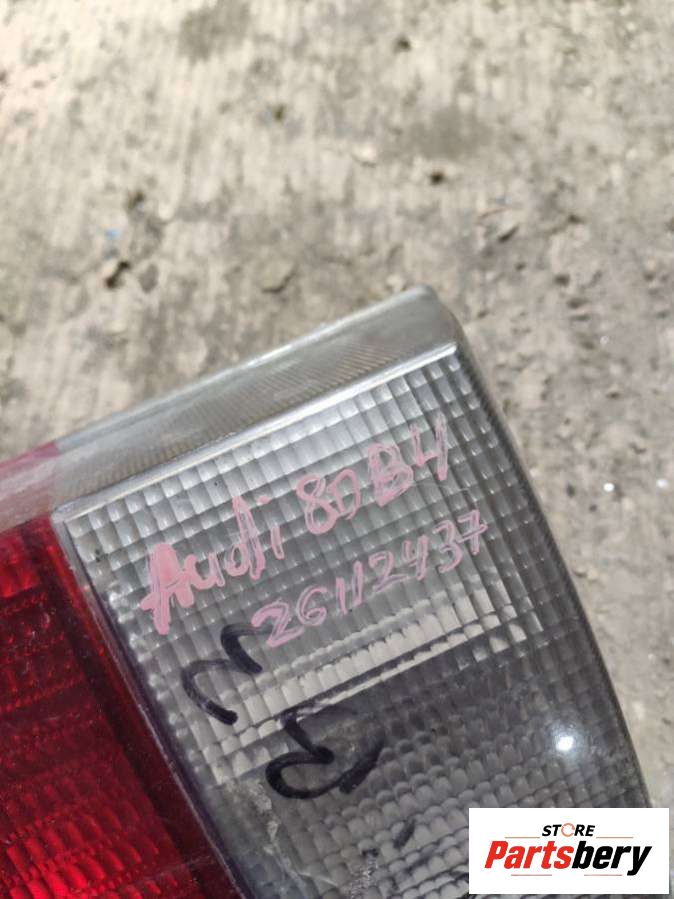 Audi 80 B4
26112437
STORE
Partsbery